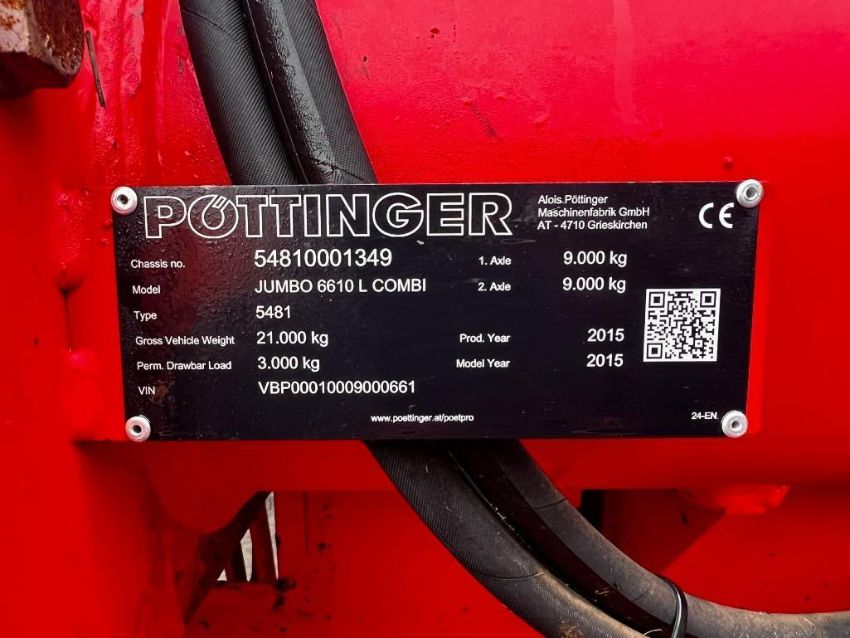 PÖTTINGER
Alois Pöttinger
Maschinenfabrik GmbH
AT - 4710 Grieskirchen
CE
Chassis no. 54810001349 1. Axle 9.000 kg
Model JUMBO 6610 L COMBI 2. Axle 9.000 kg
Type 5481
Gross Vehicle Weight 21.000 kg Prod. Year 2015
Perm. Drawbar Load 3.000 kg Model Year 2015
VIN VBP00010009000661
www.poettinger.at/poetpro 24-EN